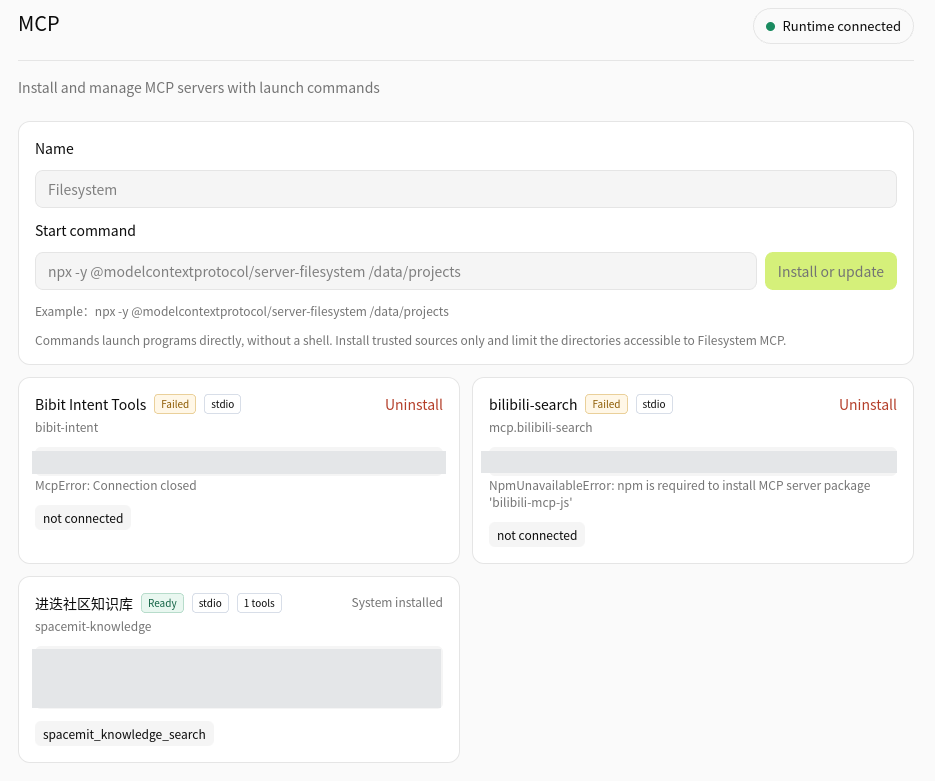 MCP
Runtime connected
Install and manage MCP servers with launch commands
Name
Filesystem
Start command
npx -y @modelcontextprotocol/server-filesystem /data/projects
Install or update
Example： npx -y @modelcontextprotocol/server-filesystem /data/projects
Commands launch programs directly, without a shell. Install trusted sources only and limit the directories accessible to Filesystem MCP.
Bibit Intent Tools Failed stdio Uninstall
bibit-intent
McpError: Connection closed
not connected
bilibili-search Failed stdio Uninstall
mcp.bilibili-search
NpmUnavailableError: npm is required to install MCP server package
'bilibili-mcp-js'
not connected
进迭社区知识库 Ready stdio 1 tools System installed
spacemit-knowledge
spacemit_knowledge_search